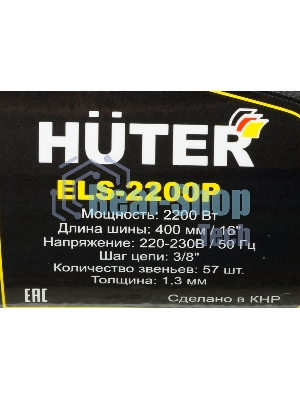 HÜTER
ELS-2200P
Мощность: 2200 Вт
Длина шины: 400 мм / 16"
Напряжение: 220-230В / 50 Гц
Шаг цепи: 3/8"
Количество звеньев: 57 шт.
Толщина: 1,3 мм
EAC Сделано в КНР